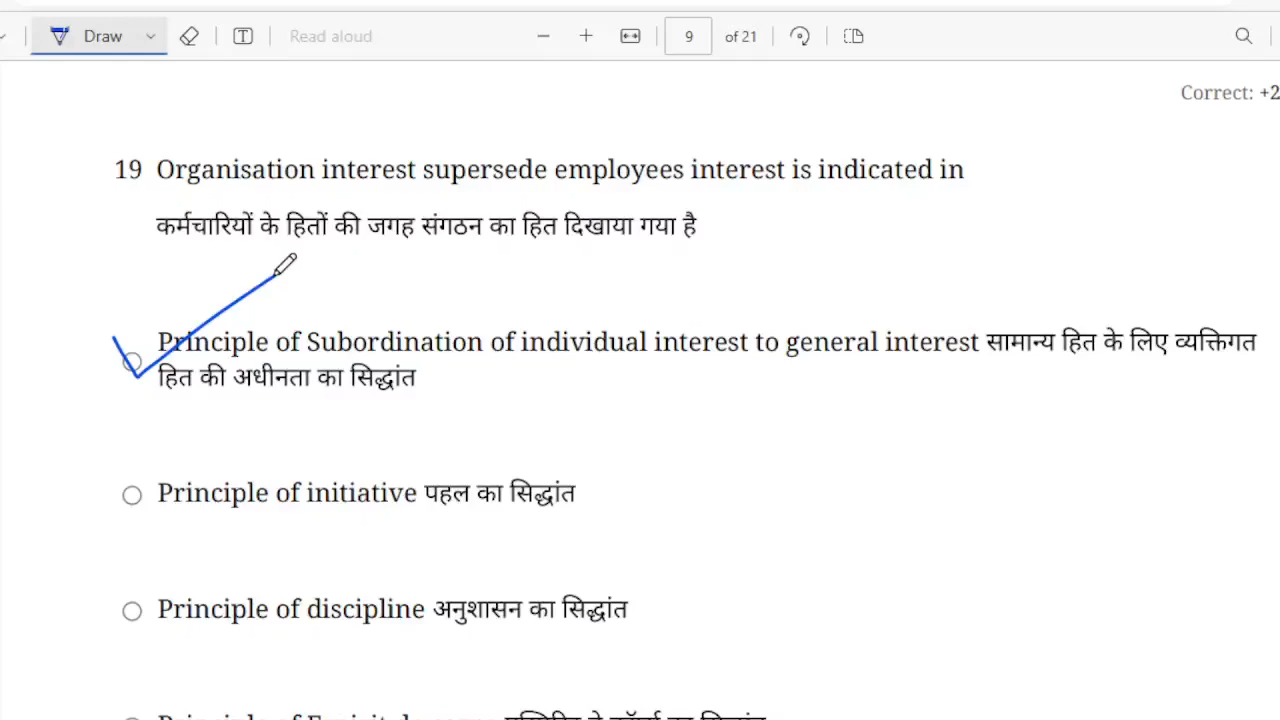 Draw
Read aloud
9
of 21
Correct: +2
19 Organisation interest supersede employees interest is indicated in
कर्मचारियों के हितों की जगह संगठन का हित दिखाया गया है
Principle of Subordination of individual interest to general interest सामान्य हित के लिए व्यक्तिगत
हित की अधीनता का सिद्धांत
Principle of initiative पहल का सिद्धांत
Principle of discipline अनुशासन का सिद्धांत